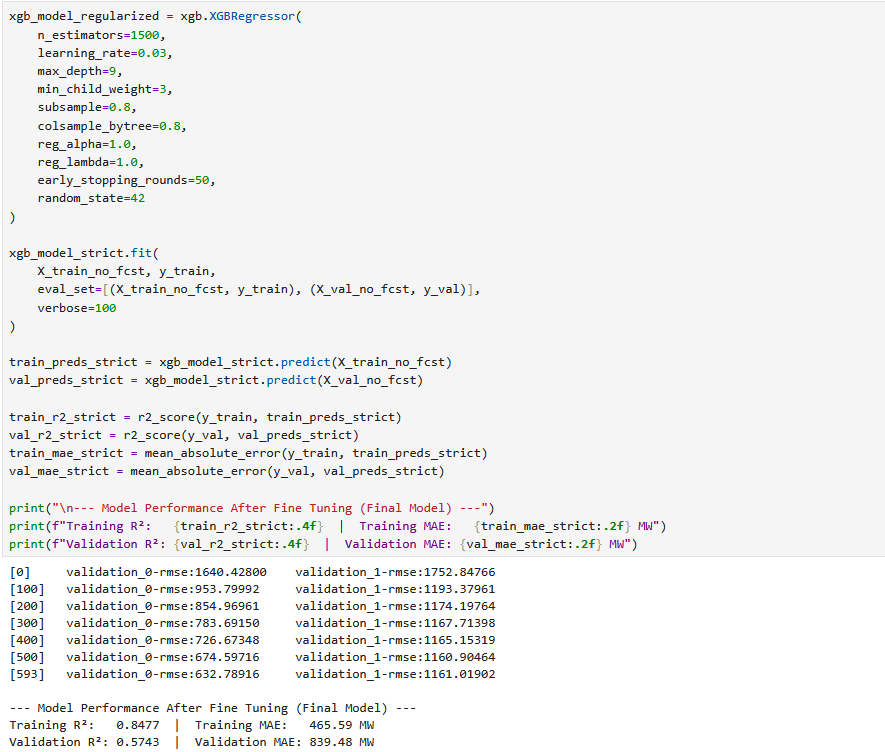 xgb_model_regularized = xgb.XGBRegressor(
    n_estimators=1500,
    learning_rate=0.03,
    max_depth=9,
    min_child_weight=3,
    subsample=0.8,
    colsample_bytree=0.8,
    reg_alpha=1.0,
    reg_lambda=1.0,
    early_stopping_rounds=50,
    random_state=42
)

xgb_model_strict.fit(
    X_train_no_fcst, y_train,
    eval_set=[(X_train_no_fcst, y_train), (X_val_no_fcst, y_val)],
    verbose=100
)

train_preds_strict = xgb_model_strict.predict(X_train_no_fcst)
val_preds_strict = xgb_model_strict.predict(X_val_no_fcst)

train_r2_strict = r2_score(y_train, train_preds_strict)
val_r2_strict = r2_score(y_val, val_preds_strict)
train_mae_strict = mean_absolute_error(y_train, train_preds_strict)
val_mae_strict = mean_absolute_error(y_val, val_preds_strict)

print("\n--- Model Performance After Fine Tuning (Final Model) ---")
print(f"Training R²:   {train_r2_strict:.4f}  |  Training MAE:   {train_mae_strict:.2f} MW")
print(f"Validation R²: {val_r2_strict:.4f}  |  Validation MAE: {val_mae_strict:.2f} MW")

[0]	validation_0-rmse:1640.42800	validation_1-rmse:1752.84766
[100]	validation_0-rmse:953.79992	validation_1-rmse:1193.37961
[200]	validation_0-rmse:854.96961	validation_1-rmse:1174.19764
[300]	validation_0-rmse:783.69150	validation_1-rmse:1167.71398
[400]	validation_0-rmse:726.67348	validation_1-rmse:1165.15319
[500]	validation_0-rmse:674.59716	validation_1-rmse:1160.90464
[593]	validation_0-rmse:632.78916	validation_1-rmse:1161.01902

--- Model Performance After Fine Tuning (Final Model) ---
Training R²:   0.8477  |  Training MAE:   465.59 MW
Validation R²: 0.5743  |  Validation MAE: 839.48 MW